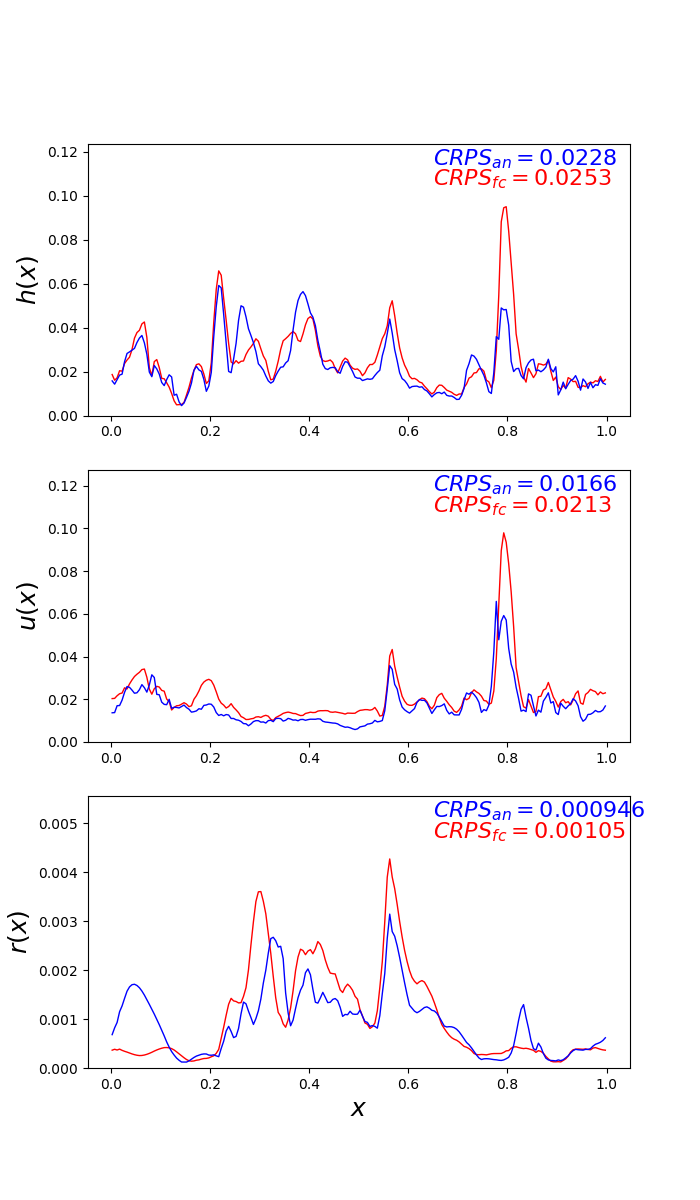 0.12
CRPS_an = 0.0228
CRPS_fc = 0.0253
0.10
0.08
h(x)
0.06
0.04
0.02
0.00
0.0 0.2 0.4 0.6 0.8 1.0
0.12
CRPS_an = 0.0166
CRPS_fc = 0.0213
0.10
0.08
u(x)
0.06
0.04
0.02
0.00
0.0 0.2 0.4 0.6 0.8 1.0
CRPS_an = 0.000946
0.005
CRPS_fc = 0.00105
0.004
0.003
r(x)
0.002
0.001
0.000
0.0 0.2 0.4 0.6 0.8 1.0
x